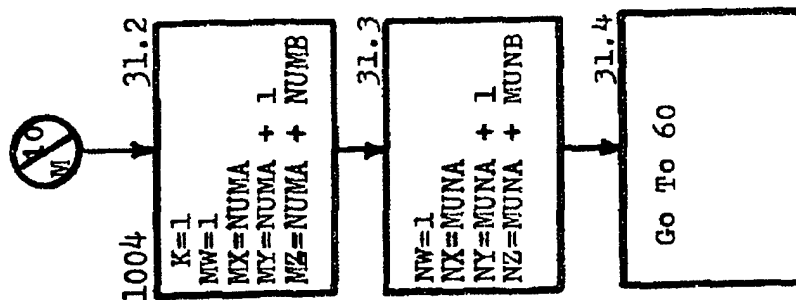 10
M
1004
31.2
K=1
MW=1
MX=NUMA
MY=NUMA + 1
MZ=NUMA + NUMB
31.3
NW=1
NX=MUNA
NY=MUNA + 1
NZ=MUNA + MUNB
31.4
Go To 60